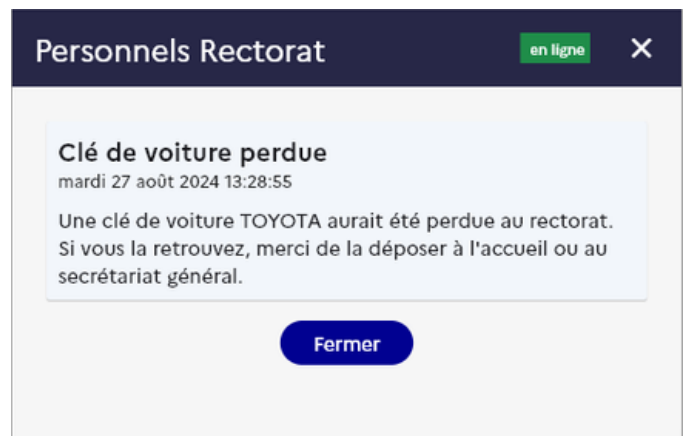 Personnels Rectorat
en ligne
Clé de voiture perdue
mardi 27 août 2024 13:28:55
Une clé de voiture TOYOTA aurait été perdue au rectorat.
Si vous la retrouvez, merci de la déposer à l'accueil ou au
secrétariat général.
Fermer